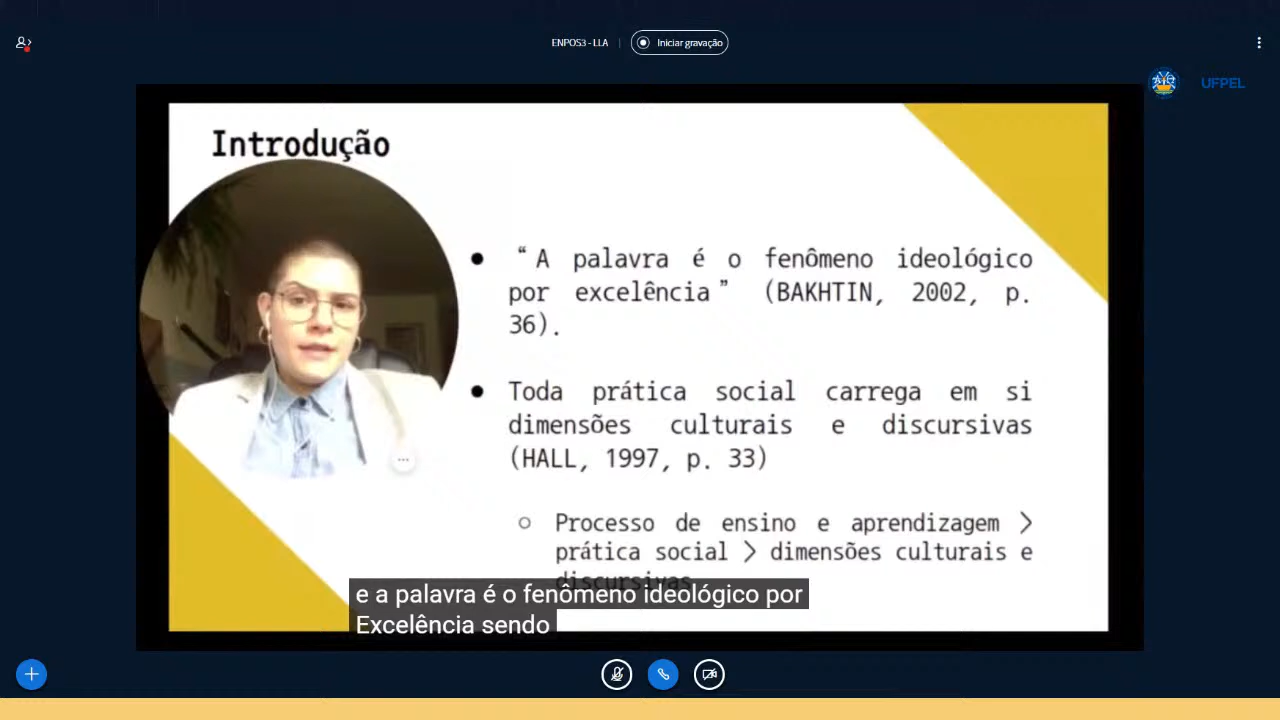 ENPOS3 - LLA
Iniciar gravação
UFPEL
Introdução
● “A palavra é o fenômeno ideológico
por excelência” (BAKHTIN, 2002, p.
36).
● Toda prática social carrega em si
dimensões culturais e discursivas
(HALL, 1997, p. 33)
○ Processo de ensino e aprendizagem >
prática social > dimensões culturais e
discursivas
e a palavra é o fenômeno ideológico por
Excelência sendo